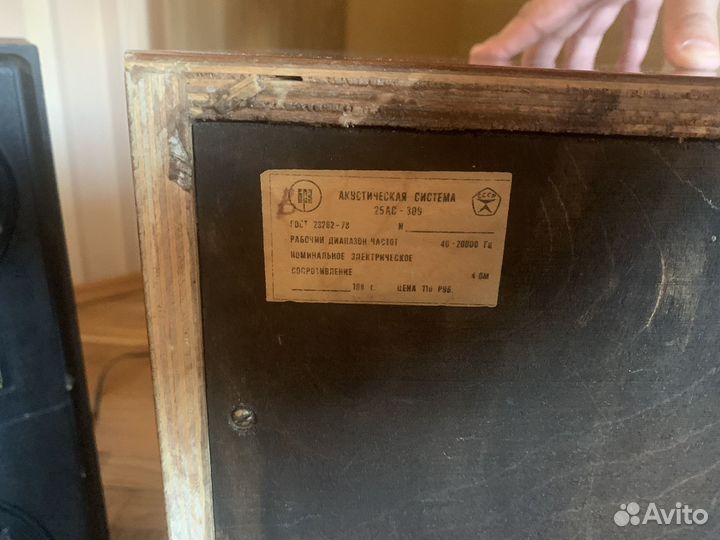 АКУСТИЧЕСКАЯ СИСТЕМА
СССР
25АС-309
ГОСТ 23262-78 N
РАБОЧИЙ ДИАПАЗОН ЧАСТОТ 40-20000 Гц
НОМИНАЛЬНОЕ ЭЛЕКТРИЧЕСКОЕ
СОПРОТИВЛЕНИЕ 4 ОМ
198 г. ЦЕНА 110 РУБ.
Avito